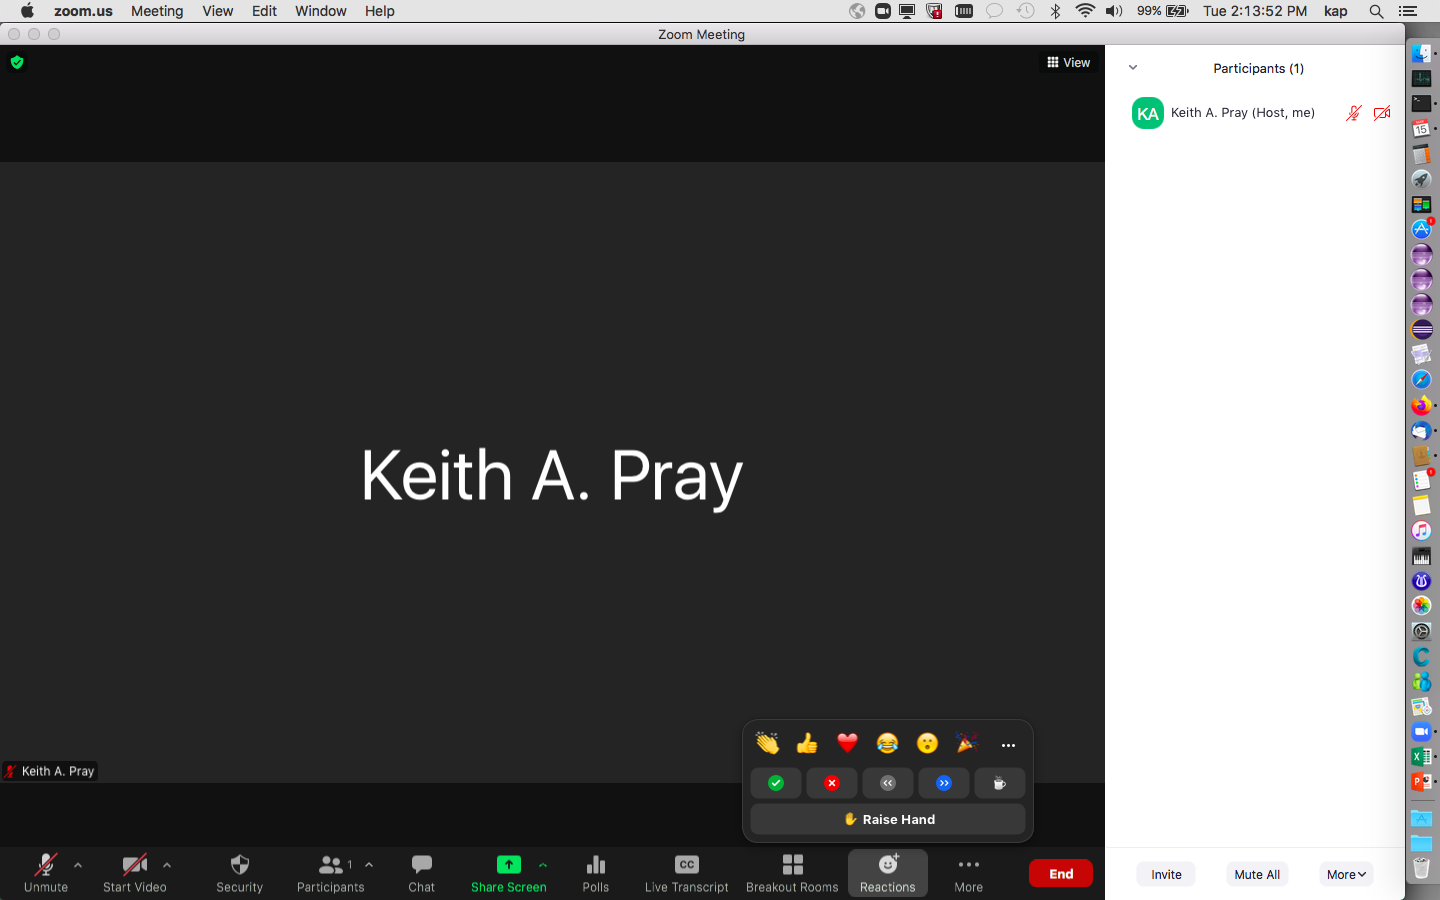 zoom.us Meeting View Edit Window Help 99% Tue 2:13:52 PM kap
Zoom Meeting
View
Participants (1)
KA Keith A. Pray (Host, me)
Keith A. Pray
Keith A. Pray
Raise Hand
Unmute Start Video Security Participants 1 Chat Share Screen Polls CC Live Transcript Breakout Rooms Reactions More End
Invite Mute All More
15